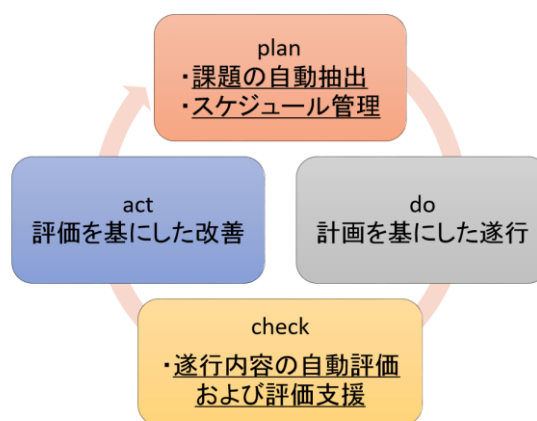 plan
・課題の自動抽出
・スケジュール管理
act
評価を基にした改善
do
計画を基にした遂行
check
・遂行内容の自動評価
および評価支援